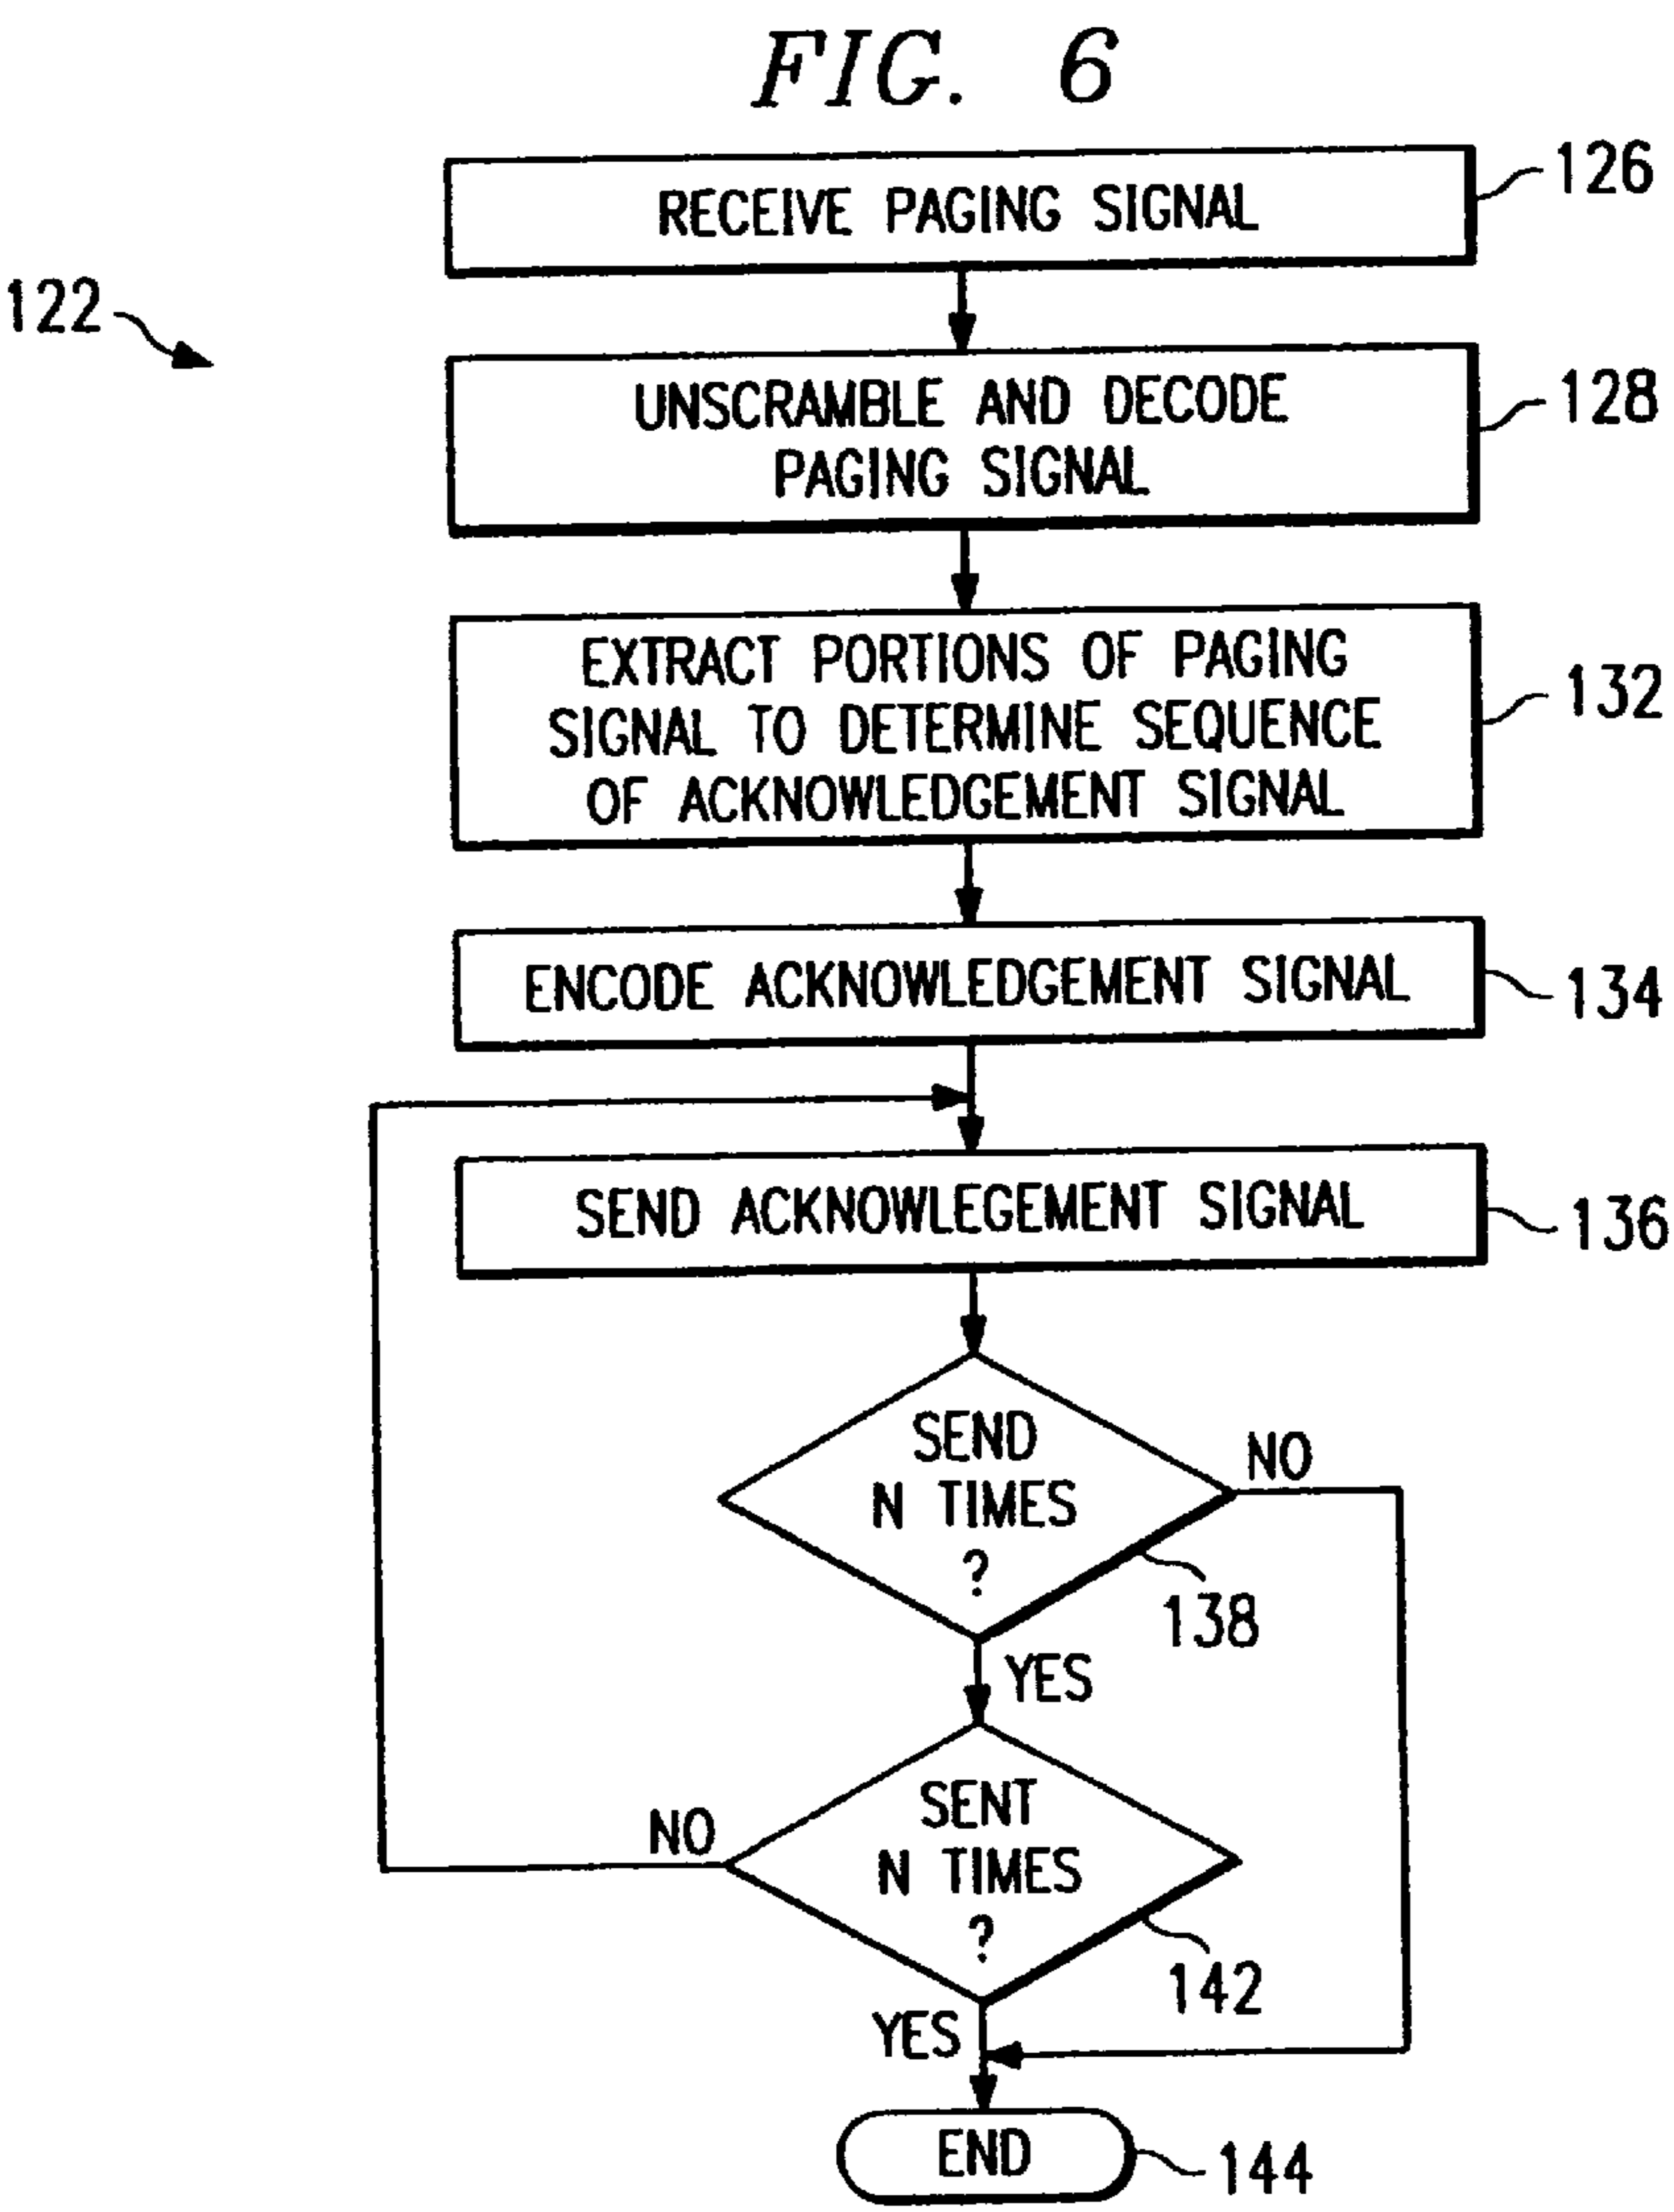 FIG. 6
RECEIVE PAGING SIGNAL
126
122
UNSCRAMBLE AND DECODE
PAGING SIGNAL
128
EXTRACT PORTIONS OF PAGING
SIGNAL TO DETERMINE SEQUENCE
OF ACKNOWLEDGEMENT SIGNAL
132
ENCODE ACKNOWLEDGEMENT SIGNAL
134
SEND ACKNOWLEGEMENT SIGNAL
136
SEND
N TIMES
?
NO
138
YES
SENT
N TIMES
?
NO
142
YES
END
144